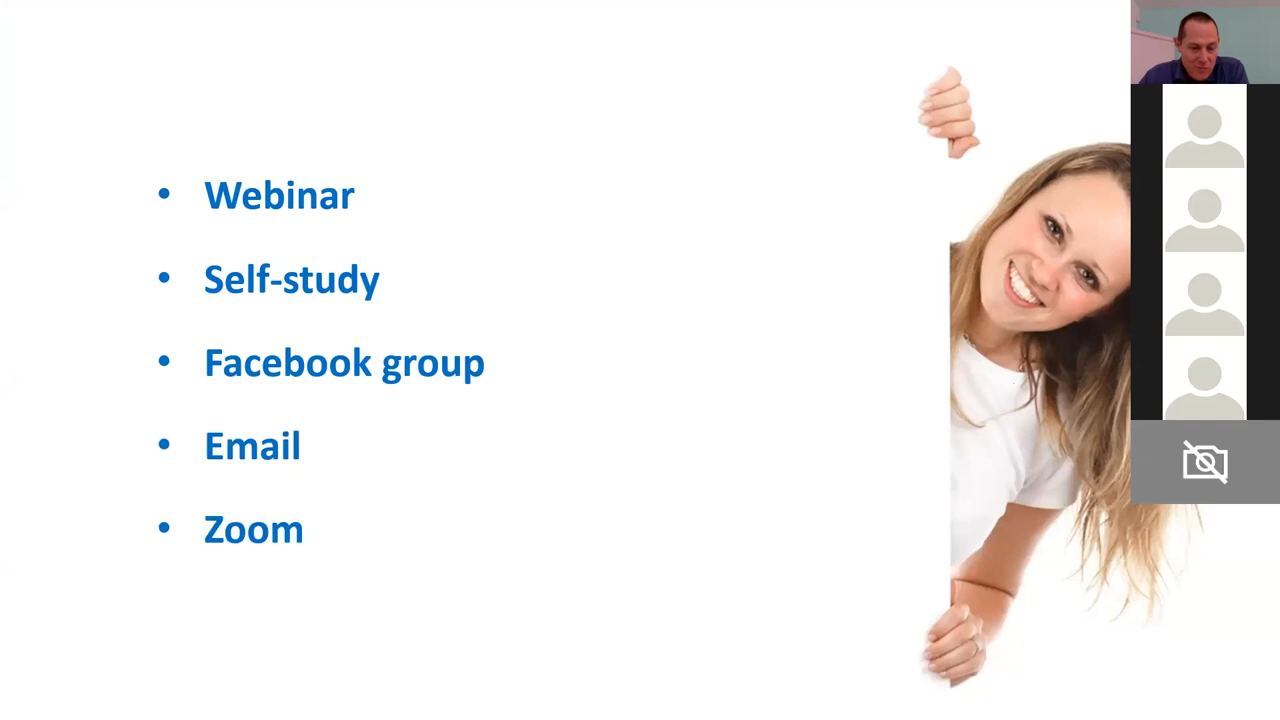 • Webinar
• Self-study
• Facebook group
• Email
• Zoom